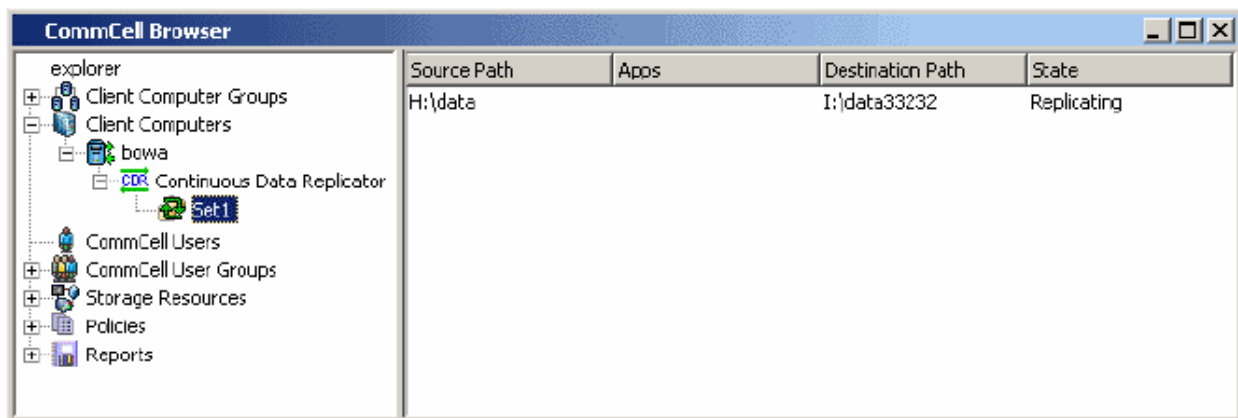 CommCell Browser
explorer
Client Computer Groups
Client Computers
bowa
CDR Continuous Data Replicator
Set1
CommCell Users
CommCell User Groups
Storage Resources
Policies
Reports
Source Path Apps Destination Path State
H:\data I:\data33232 Replicating